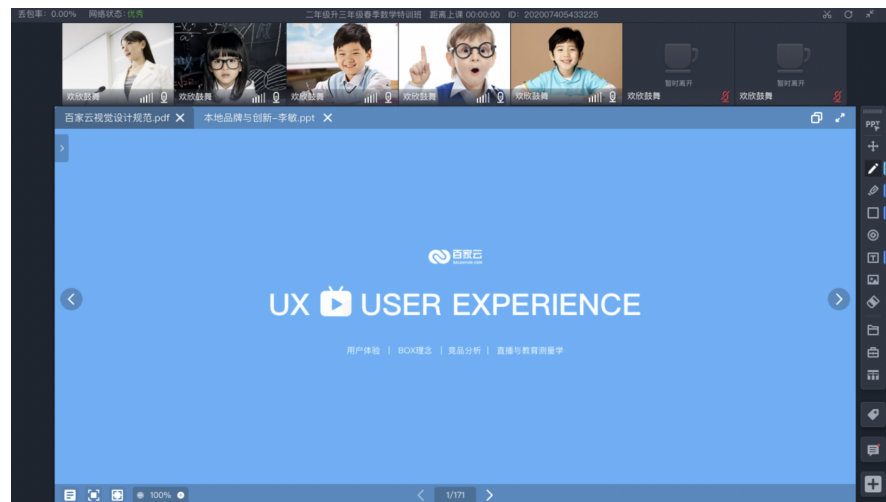 丢包率: 0.00% 网络状态:优秀 二年级升三年级春季数学特训班 距离上课 00:00:00 ID: 202007405433225
暂时离开 暂时离开
欢欣鼓舞 欢欣鼓舞 欢欣鼓舞 欢欣鼓舞 欢欣鼓舞 欢欣鼓舞 欢欣鼓舞
百家云视觉设计规范.pdf 本地品牌与创新-李敏.ppt
PPT
百家云
UX USER EXPERIENCE
用户体验 | BOX理念 | 竞品分析 | 直播与教育测量学
100% 1/171